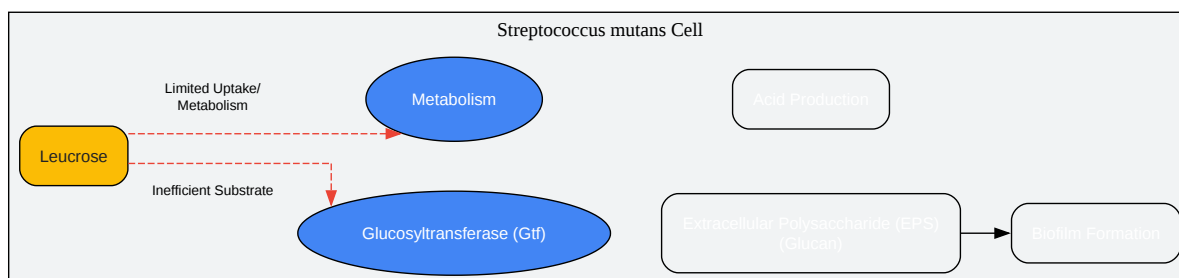 Streptococcus mutans Cell
Limited Uptake/
Metabolism
Metabolism
Acid Production
Leucrose
Inefficient Substrate
Glucosyltransferase (Gtf)
Extracellular Polysaccharide (EPS)
(Glucan)
Biofilm Formation